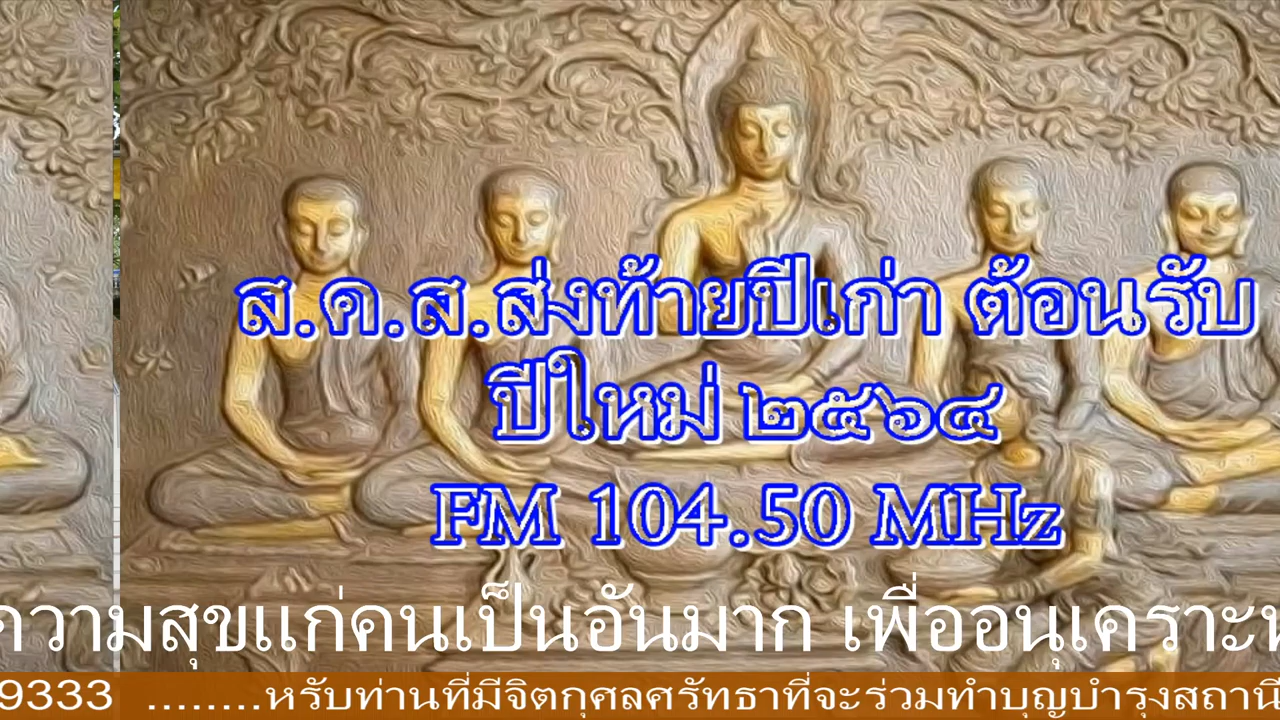 ส.ค.ส.ส่งท้ายปีเก่า ต้อนรับ
ปีใหม่ ๒๕๖๔
FM 104.50 MHz
ความสุขแก่คนเป็นอันมาก เพื่ออนุเคราะห
9333 ........หรับท่านที่มีจิตกุศลศรัทธาที่จะร่วมทำบุญบำรุงสถานี